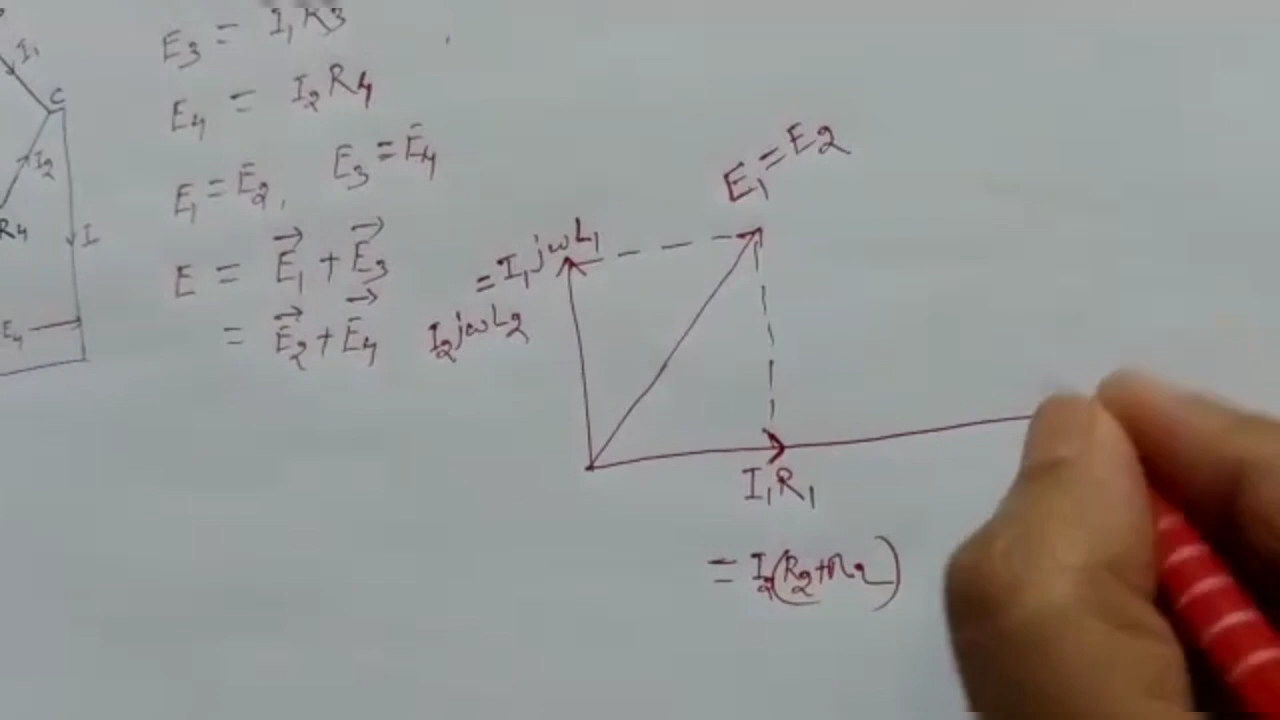 E3 = I1R3
I1
E4 = I2R4
C
I2
E1 = E2, E3 = E4
R4
I
E = E1 + E3
= E2 + E4
E4
E1 = E2
= I1jωL1
I2jωL2
I1R1
= I2(R2+r2)